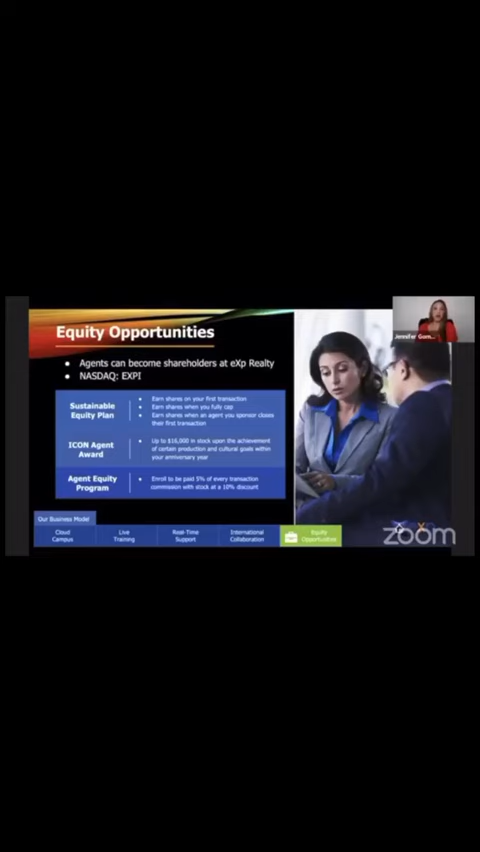 Equity Opportunities
Jennifer Gom...
● Agents can become shareholders at eXp Realty
● NASDAQ: EXPI
Sustainable
Equity Plan
• Earn shares on your first transaction
• Earn shares when you fully cap
• Earn shares when an agent you sponsor closes
their first transaction
ICON Agent
Award
• Up to $16,000 in stock upon the achievement
of certain production and cultural goals within
your anniversary year
Agent Equity
Program
• Enroll to be paid 5% of every transaction
commission with stock at a 10% discount
Our Business Model
Cloud
Campus
Live
Training
Real-Time
Support
International
Collaboration
Equity
Opportunities
zoom